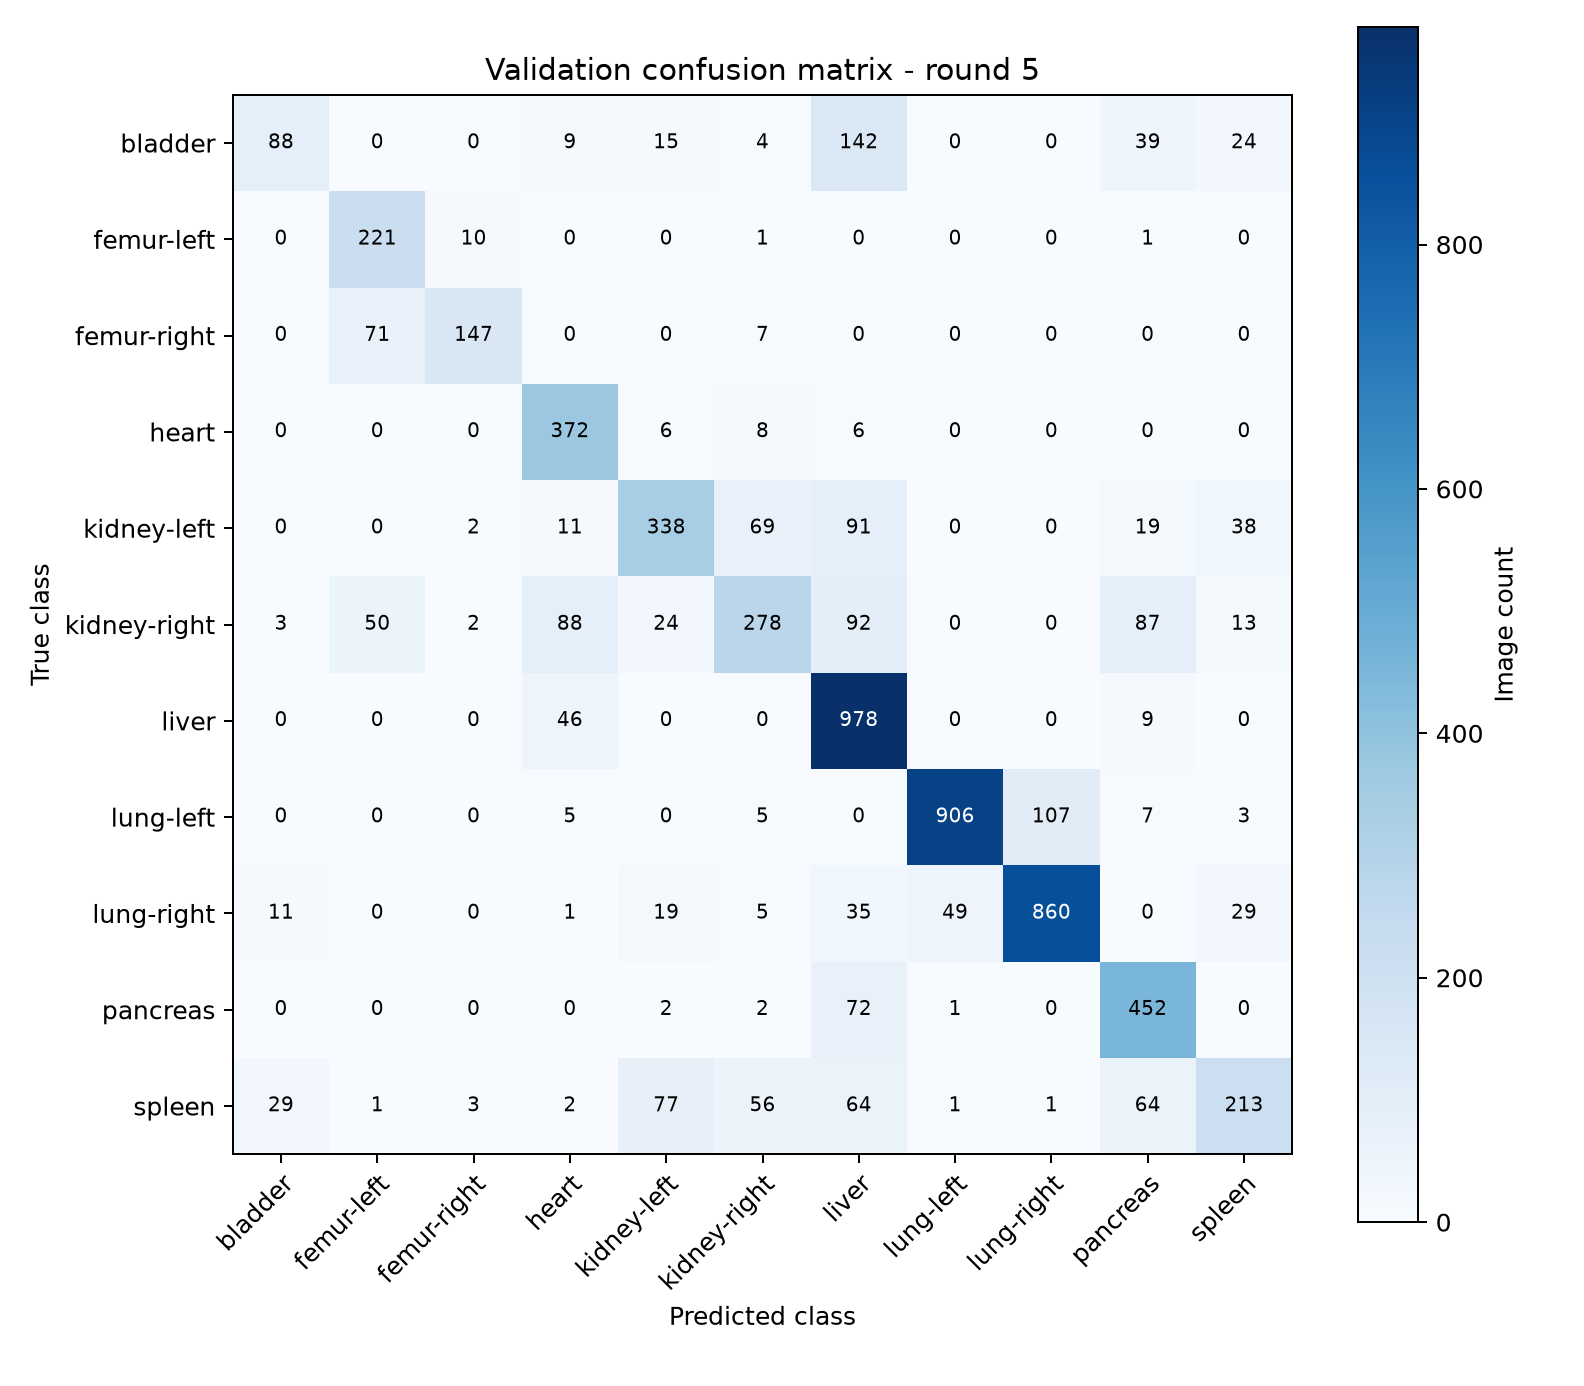 Validation confusion matrix - round 5
True class
bladder 88 0 0 9 15 4 142 0 0 39 24
femur-left 0 221 10 0 0 1 0 0 0 1 0
femur-right 0 71 147 0 0 7 0 0 0 0 0
heart 0 0 0 372 6 8 6 0 0 0 0
kidney-left 0 0 2 11 338 69 91 0 0 19 38
kidney-right 3 50 2 88 24 278 92 0 0 87 13
liver 0 0 0 46 0 0 978 0 0 9 0
lung-left 0 0 0 5 0 5 0 906 107 7 3
lung-right 11 0 0 1 19 5 35 49 860 0 29
pancreas 0 0 0 0 2 2 72 1 0 452 0
spleen 29 1 3 2 77 56 64 1 1 64 213
bladder femur-left femur-right heart kidney-left kidney-right liver lung-left lung-right pancreas spleen
Predicted class
800
600
400
200
0
Image count